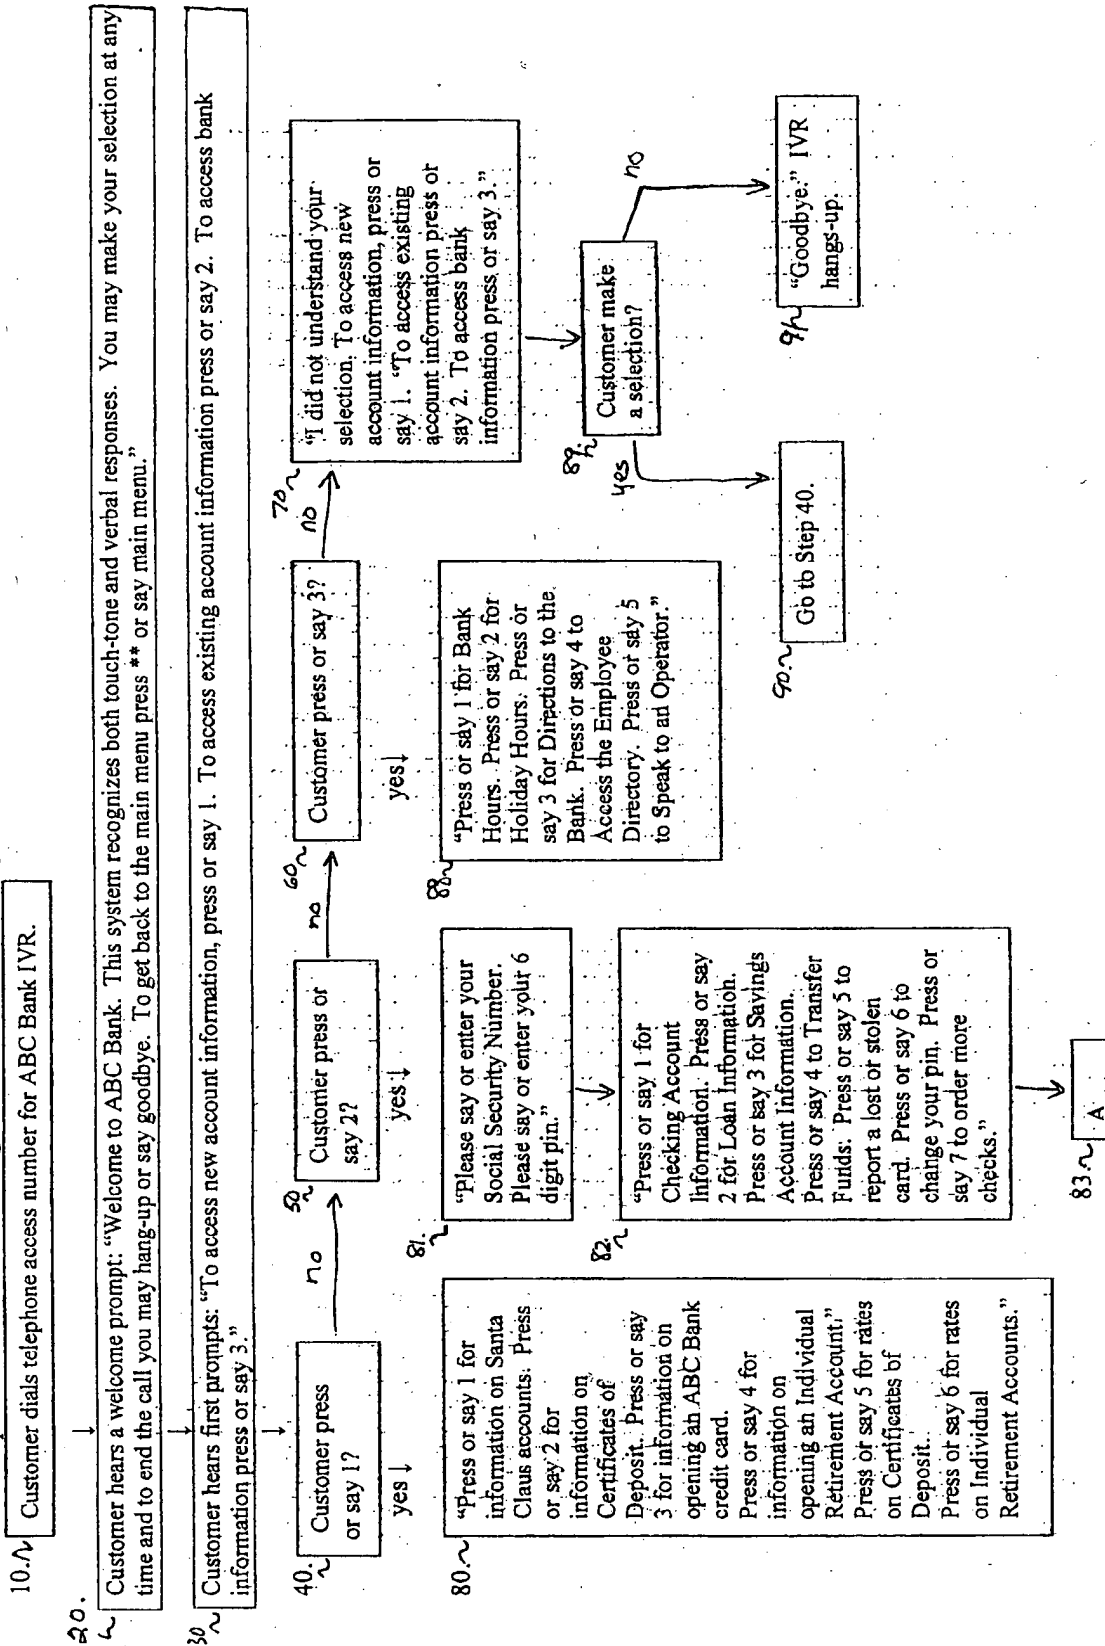 10. Customer dials telephone access number for ABC Bank IVR.
20.
Customer hears a welcome prompt: “Welcome to ABC Bank. This system recognizes both touch-tone and verbal responses. You may make your selection at any
time and to end the call you may hang-up or say goodbye. To get back to the main menu press ** or say main menu.”
30
Customer hears first prompts: “To access new account information, press or say 1. To access existing account information press or say 2. To access bank
information press or say 3.”
40.
Customer press
or say 1?
yes↓
no
50.
Customer press or
say 2?
yes↓
no
60.
Customer press or say 3?
yes↓
no
70.
“I did not understand your
selection. To access new
account information, press or
say 1. “To access existing
account information press or
say 2. To access bank
information press or say 3.”
80.
“Press or say 1 for
information on Santa
Claus accounts. Press
or say 2 for
information on
Certificates of
Deposit. Press or say
3 for information on
opening an ABC Bank
credit card.
Press or say 4 for
information on
opening an Individual
Retirement Account.”
Press or say 5 for rates
on Certificates of
Deposit.
Press or say 6 for rates
on Individual
Retirement Accounts.”
81.
“Please say or enter your
Social Security Number.
Please say or enter your 6
digit pin.”
82.
“Press or say 1 for
Checking Account
Information. Press or say
2 for Loan Information.
Press or say 3 for Savings
Account Information.
Press or say 4 to Transfer
Funds. Press or say 5 to
report a lost or stolen
card. Press or say 6 to
change your pin. Press or
say 7 to order more
checks.”
83.
A
88
“Press or say 1 for Bank
Hours. Press or say 2 for
Holiday Hours. Press or
say 3 for Directions to the
Bank. Press or say 4 to
Access the Employee
Directory. Press or say 5
to Speak to an Operator.”
89.
Customer make
a selection?
yes
no
90.
Go to Step 40.
91
“Goodbye.” IVR
hangs-up.